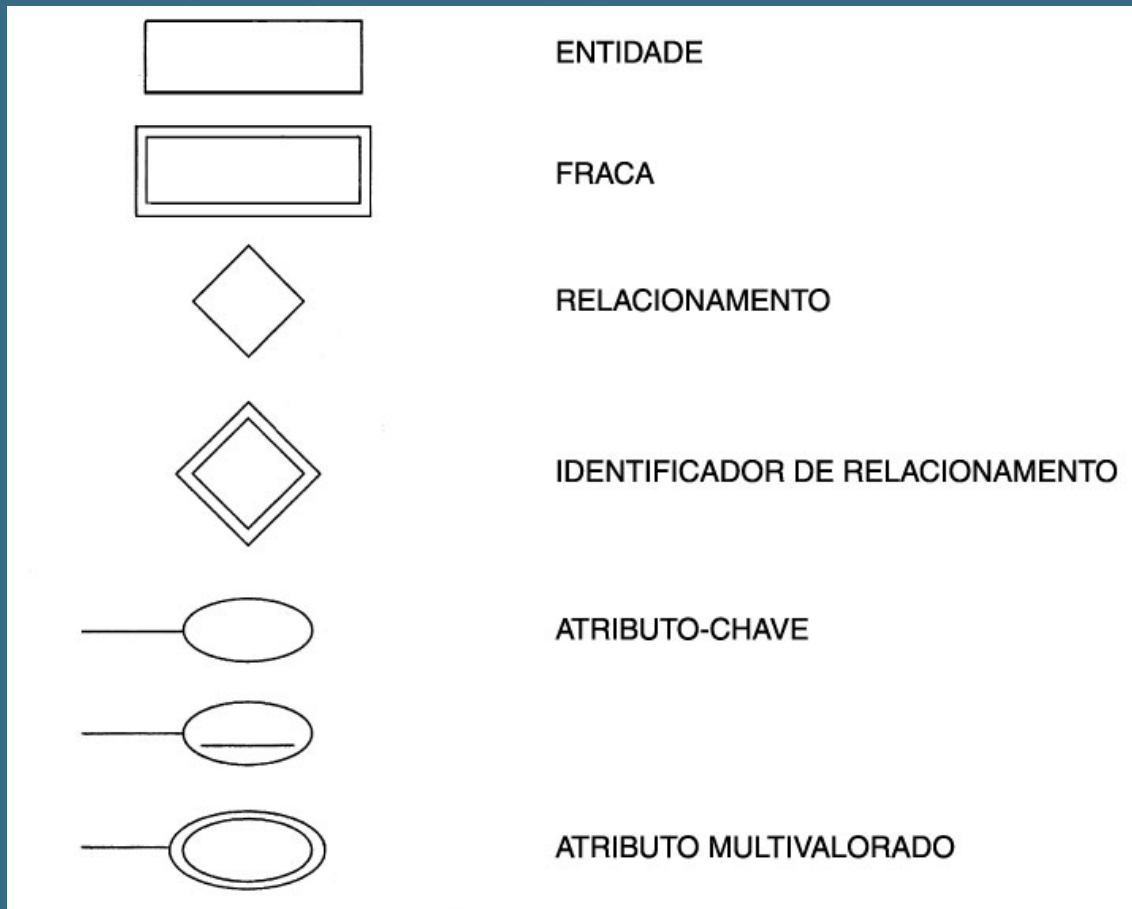 ENTIDADE
FRACA
RELACIONAMENTO
IDENTIFICADOR DE RELACIONAMENTO
ATRIBUTO-CHAVE
ATRIBUTO MULTIVALORADO